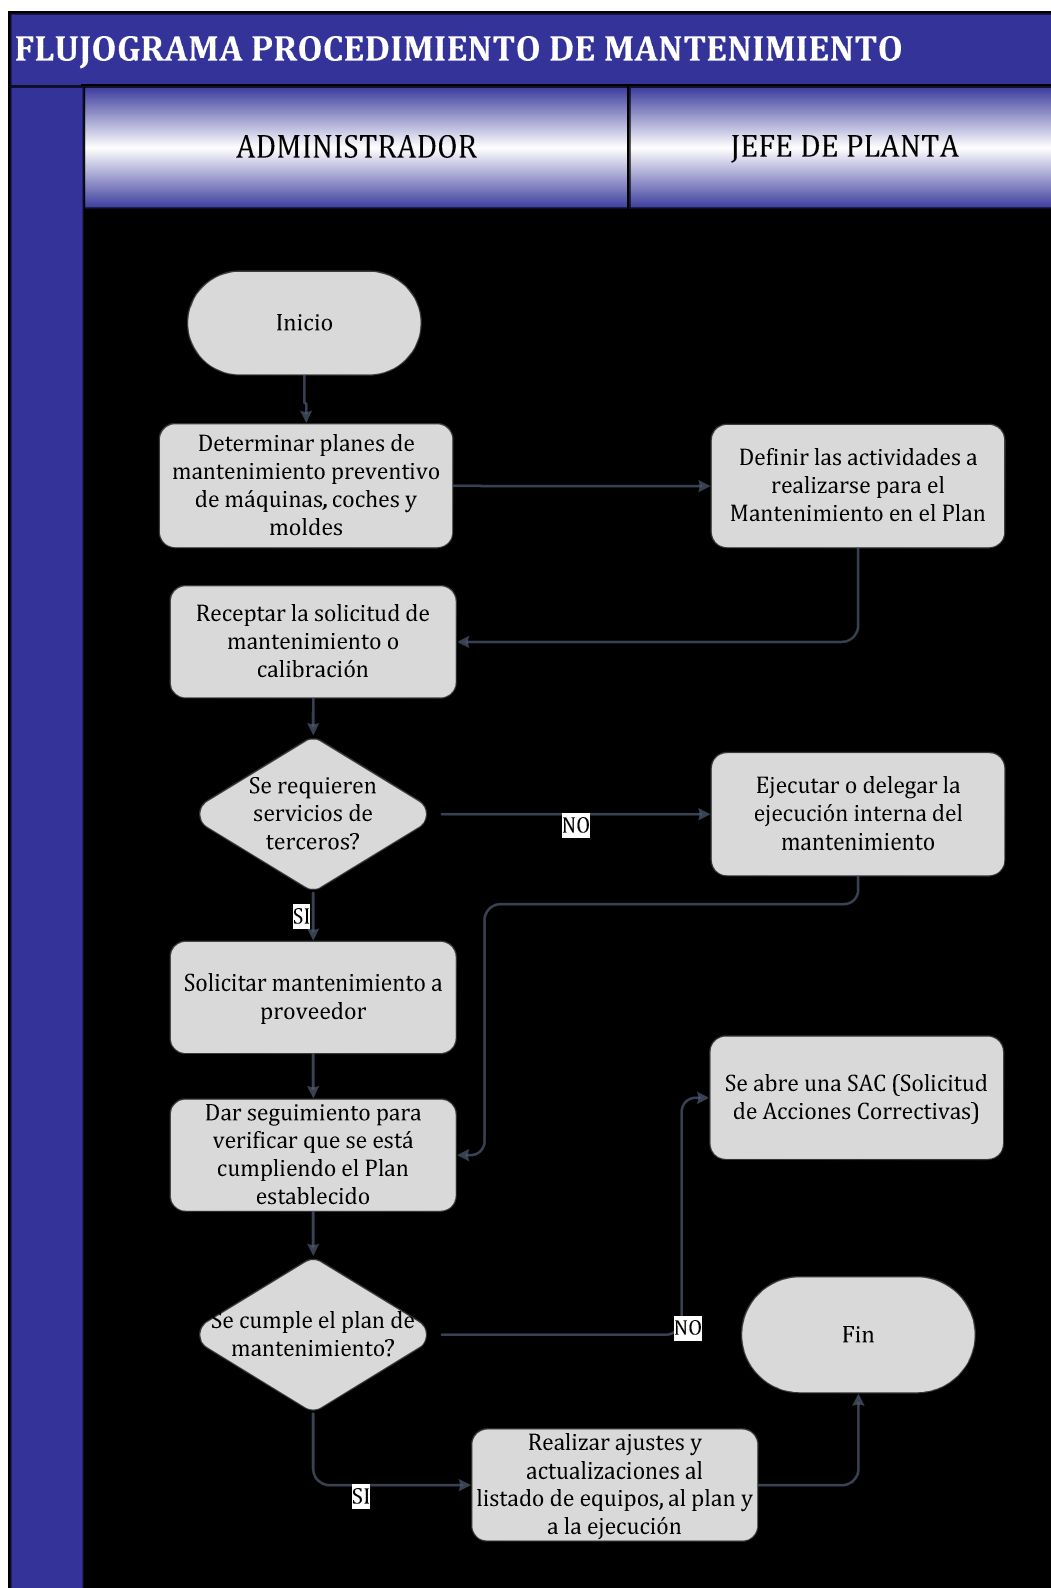 FLUJOGRAMA PROCEDIMIENTO DE MANTENIMIENTO
ADMINISTRADOR
JEFE DE PLANTA
Inicio
Determinar planes de
mantenimiento preventivo
de máquinas, coches y
moldes
Definir las actividades a
realizarse para el
Mantenimiento en el Plan
Receptar la solicitud de
mantenimiento o
calibración
Se requieren
servicios de
terceros?
NO
Ejecutar o delegar la
ejecución interna del
mantenimiento
SI
Solicitar mantenimiento a
proveedor
Se abre una SAC (Solicitud
de Acciones Correctivas)
Dar seguimiento para
verificar que se está
cumpliendo el Plan
establecido
Se cumple el plan de
mantenimiento?
NO
Fin
SI
Realizar ajustes y
actualizaciones al
listado de equipos, al plan y
a la ejecución